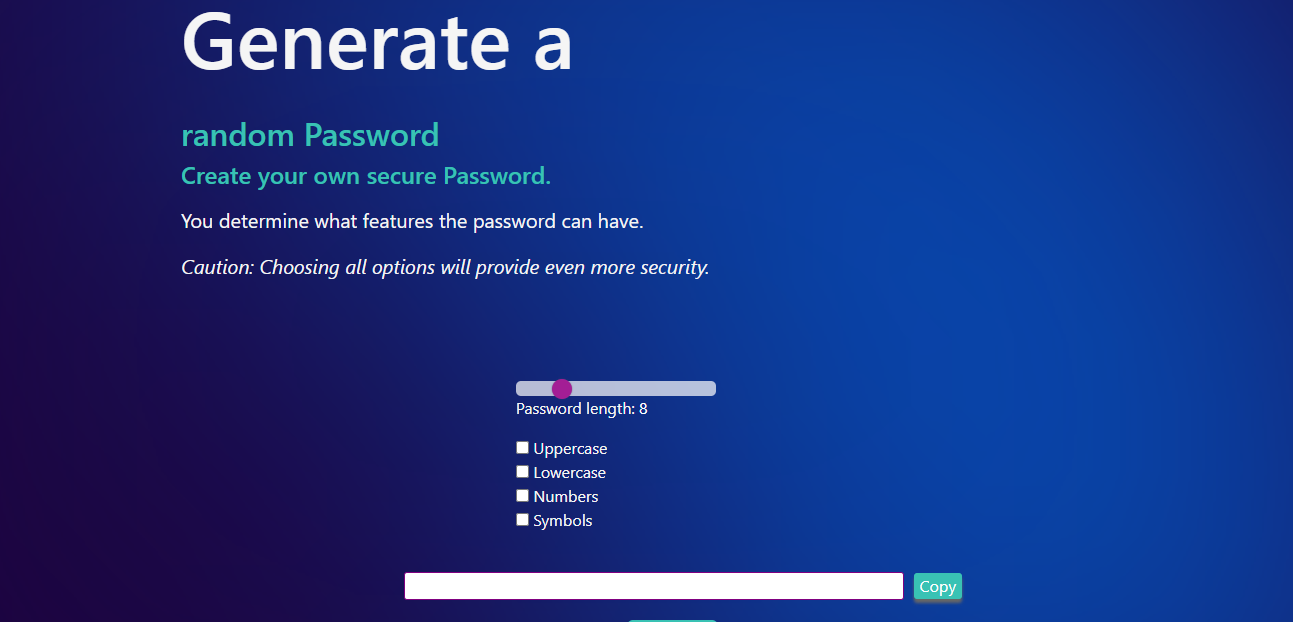 Generate a
random Password
Create your own secure Password.
You determine what features the password can have.
Caution: Choosing all options will provide even more security.
Password length: 8
Uppercase
Lowercase
Numbers
Symbols
Copy